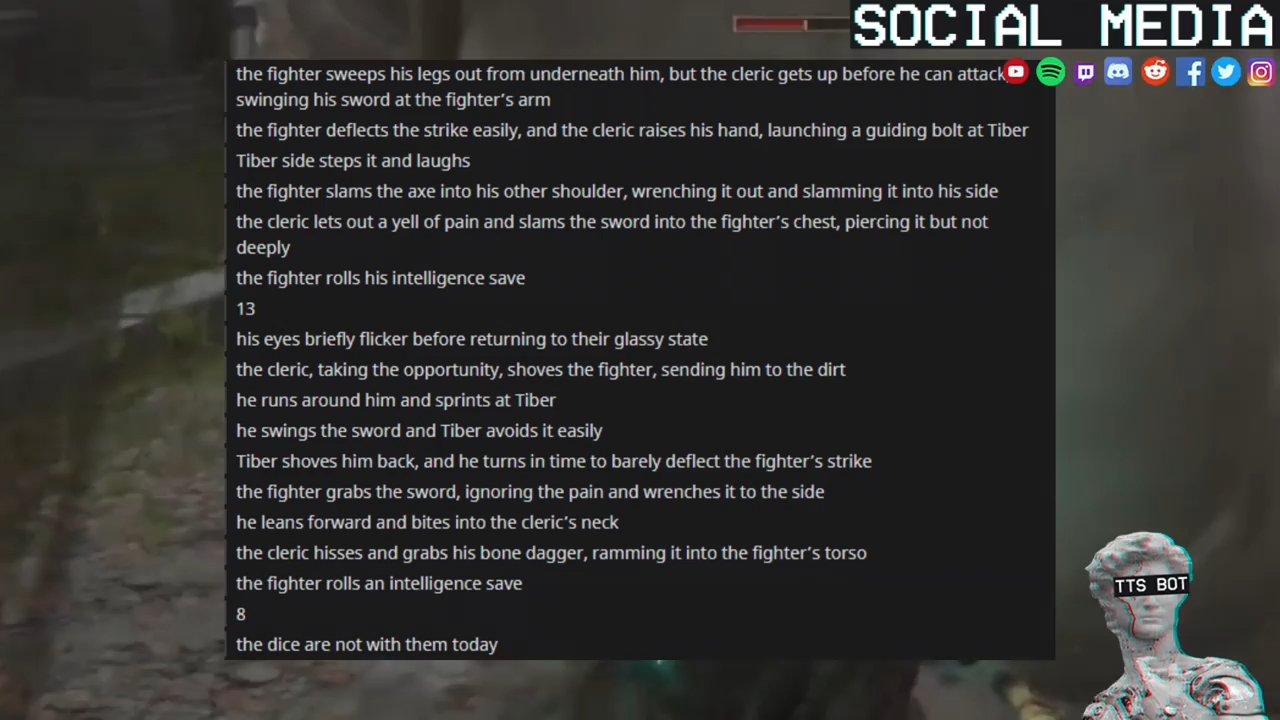 SOCIAL MEDIA
the fighter sweeps his legs out from underneath him, but the cleric gets up before he can attack,
swinging his sword at the fighter’s arm
the fighter deflects the strike easily, and the cleric raises his hand, launching a guiding bolt at Tiber
Tiber side steps it and laughs
the fighter slams the axe into his other shoulder, wrenching it out and slamming it into his side
the cleric lets out a yell of pain and slams the sword into the fighter’s chest, piercing it but not
deeply
the fighter rolls his intelligence save
13
his eyes briefly flicker before returning to their glassy state
the cleric, taking the opportunity, shoves the fighter, sending him to the dirt
he runs around him and sprints at Tiber
he swings the sword and Tiber avoids it easily
Tiber shoves him back, and he turns in time to barely deflect the fighter’s strike
the fighter grabs the sword, ignoring the pain and wrenches it to the side
he leans forward and bites into the cleric’s neck
the cleric hisses and grabs his bone dagger, ramming it into the fighter’s torso
the fighter rolls an intelligence save
8
the dice are not with them today
TTS BOT